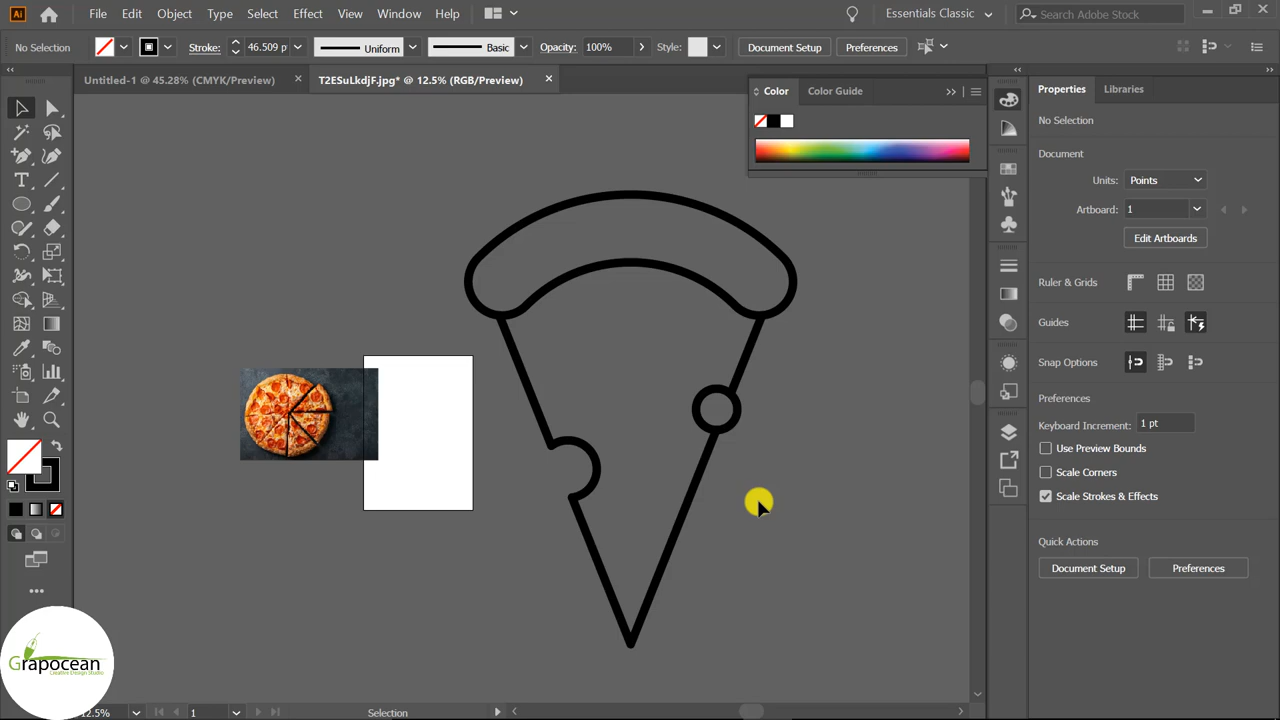 Ai File Edit Object Type Select Effect View Window Help Essentials Classic Search Adobe Stock
No Selection Stroke: 46.509 p Uniform Basic Opacity: 100% Style: Document Setup Preferences
Untitled-1 @ 45.28% (CMYK/Preview) T2ESuLkdjF.jpg* @ 12.5% (RGB/Preview)
Color Color Guide
Properties Libraries
No Selection
Document
Units: Points
Artboard: 1
Edit Artboards
Ruler & Grids
Guides
Snap Options
Preferences
Keyboard Increment: 1 pt
Use Preview Bounds
Scale Corners
Scale Strokes & Effects
Quick Actions
Document Setup Preferences
Grapocean
Creative Design Studio
12.5% 1 Selection